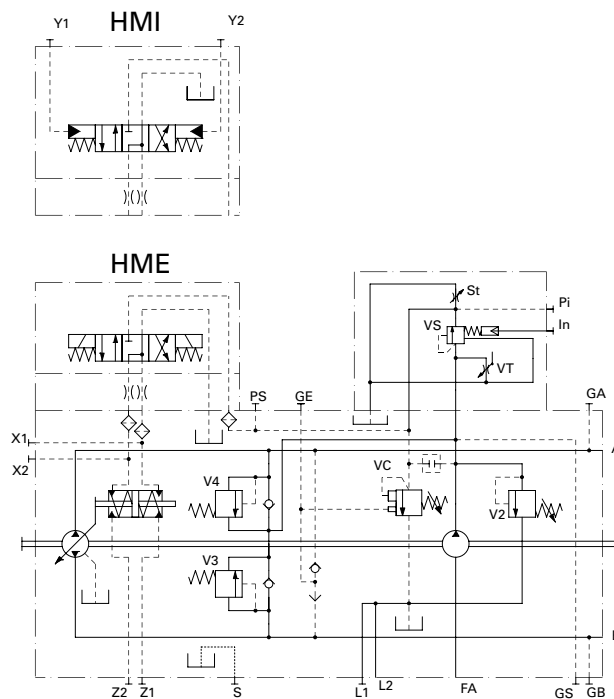 Y1 HMI Y2
HME
St
Pi
VS In
VT
PS GE GA
X1 A
X2
V4 VC
V2
V3
Z2 Z1 S L1 L2 FA GS GB